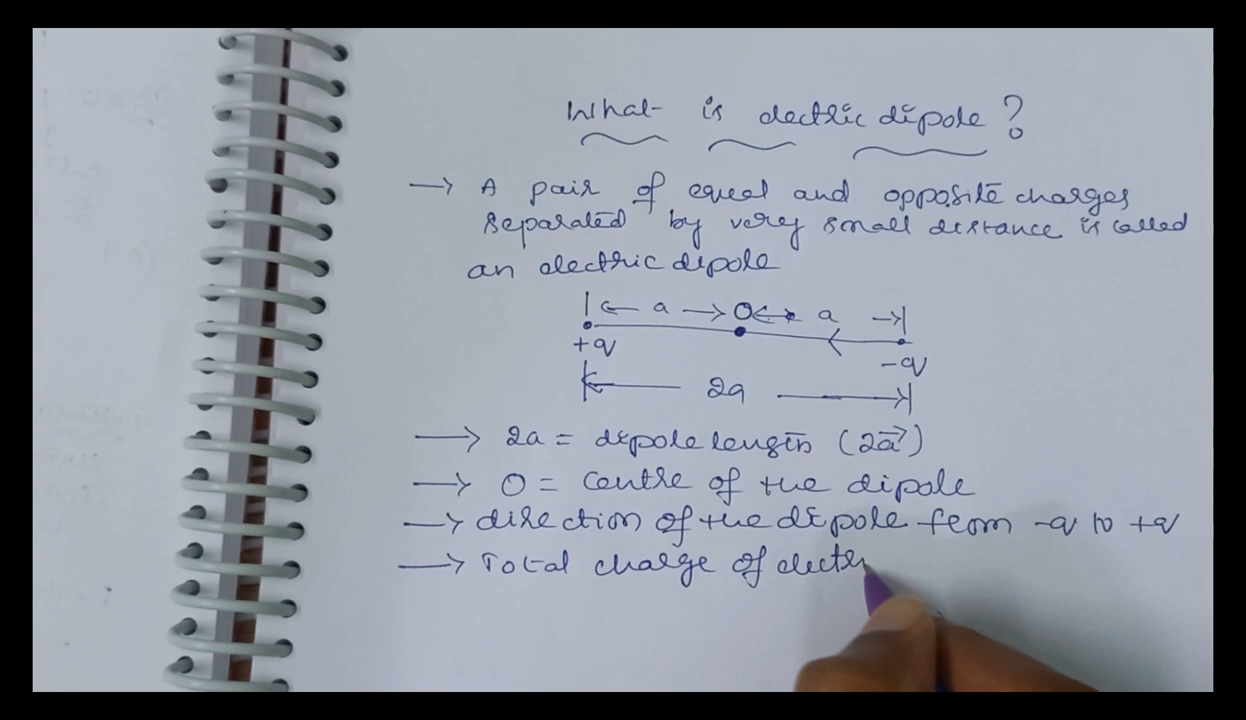 What is electric dipole ?
→ A pair of equal and opposite charges
separated by very small distance is called
an electric dipole
|← a → O ←→ a →|
+q
-q
|← 2a →|
→ 2a = dipole length (2a⃗)
→ O = centre of the dipole
→ direction of the dipole from -q to +q
→ Total charge of electr